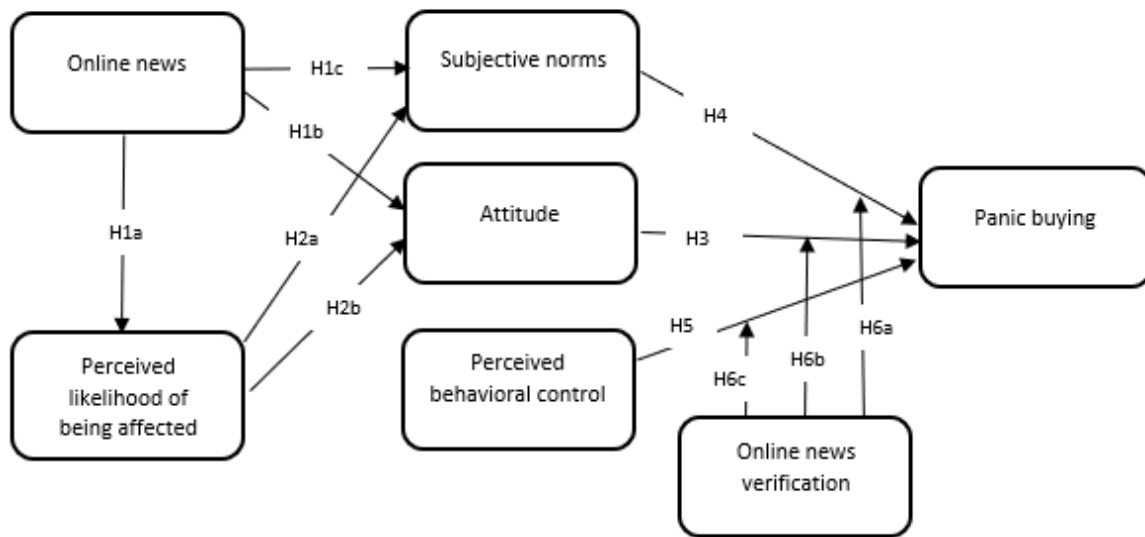 Online news
H1c
Subjective norms
H1b
H4
H1a
H2a
Attitude
H3
Panic buying
H2b
H5
H6a
H6b
H6c
Perceived
likelihood of
being affected
Perceived
behavioral control
Online news
verification